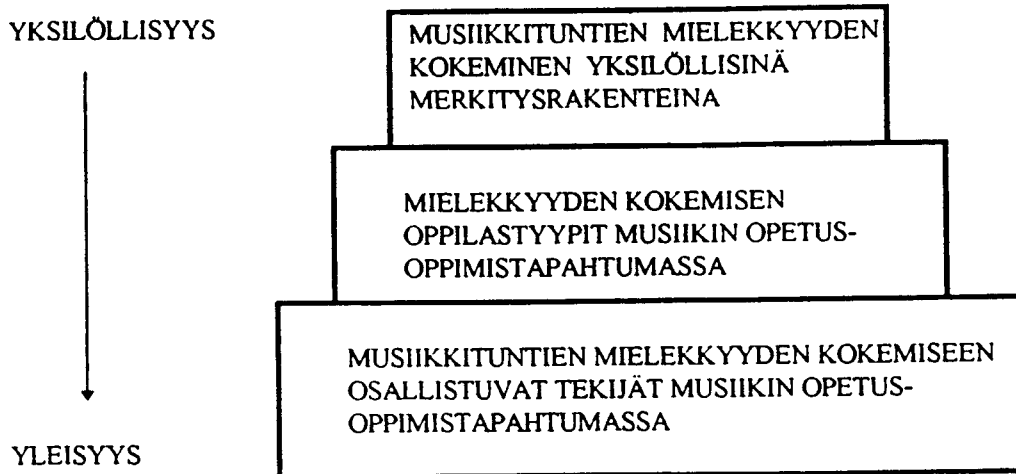 YKSILÖLLISYYS
MUSIIKKITUNTIEN MIELEKKYYDEN
KOKEMINEN YKSILÖLLISINÄ
MERKITYSRAKENTEINA
MIELEKKYYDEN KOKEMISEN
OPPILASTYYPIT MUSIIKIN OPETUS-
OPPIMISTAPAHTUMASSA
MUSIIKKITUNTIEN MIELEKKYYDEN KOKEMISEEN
OSALLISTUVAT TEKIJÄT MUSIIKIN OPETUS-
OPPIMISTAPAHTUMASSA
YLEISYYS